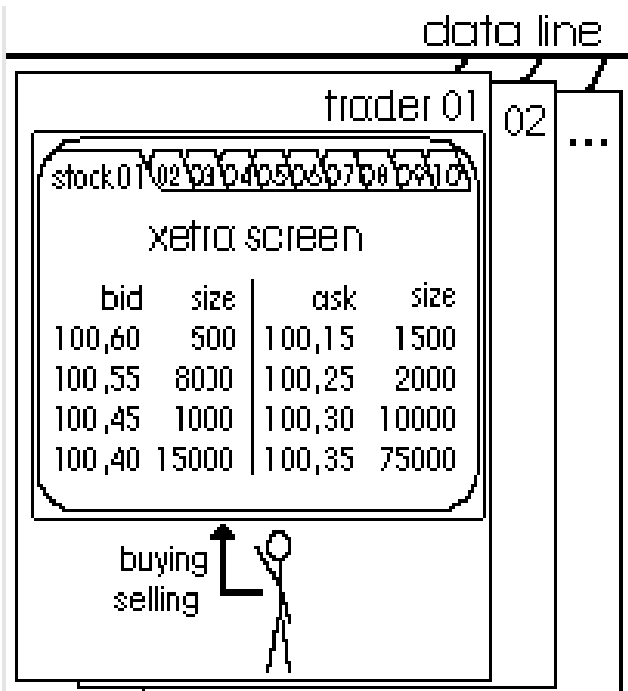 data line
trader 01
02
...
stock01 02 03 04 05 06 07 08 09 10
xetra screen
bid size ask size
100,60 500 100,15 1500
100,55 8000 100,25 2000
100,45 1000 100,30 10000
100,40 15000 100,35 75000
buying
selling